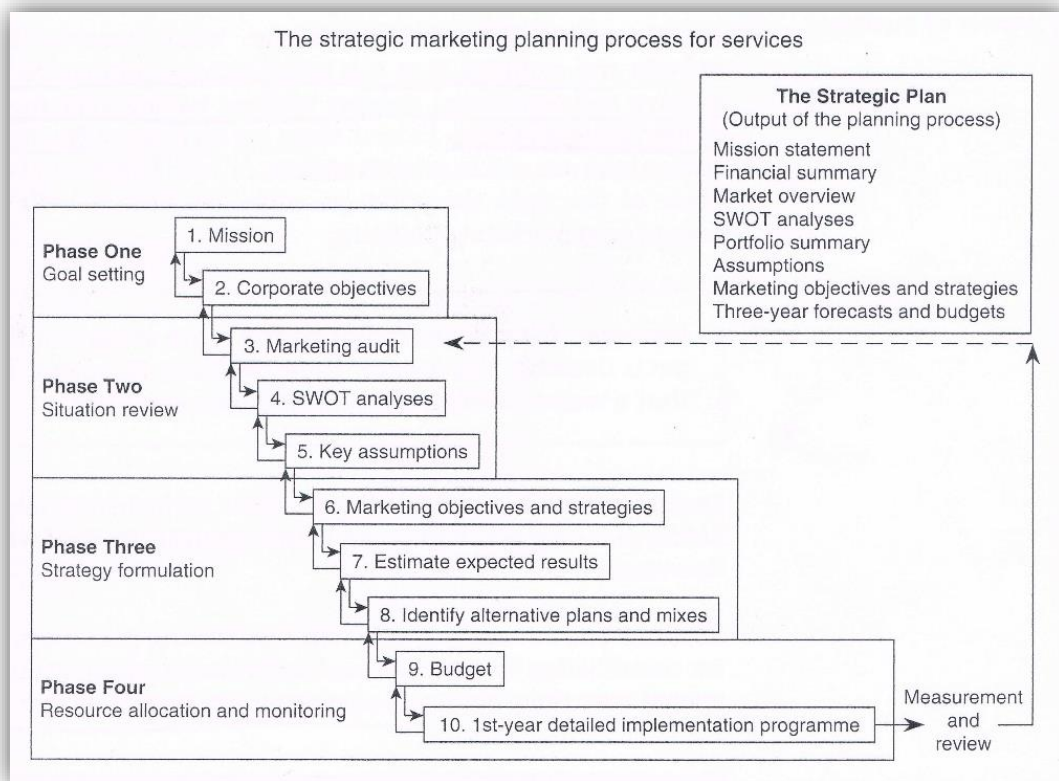 The strategic marketing planning process for services
The Strategic Plan
(Output of the planning process)
Mission statement
Financial summary
Market overview
SWOT analyses
Portfolio summary
Assumptions
Marketing objectives and strategies
Three-year forecasts and budgets
Phase One
Goal setting
1. Mission
2. Corporate objectives
Phase Two
Situation review
3. Marketing audit
4. SWOT analyses
5. Key assumptions
Phase Three
Strategy formulation
6. Marketing objectives and strategies
7. Estimate expected results
8. Identify alternative plans and mixes
Phase Four
Resource allocation and monitoring
9. Budget
10. 1st-year detailed implementation programme
Measurement
and
review